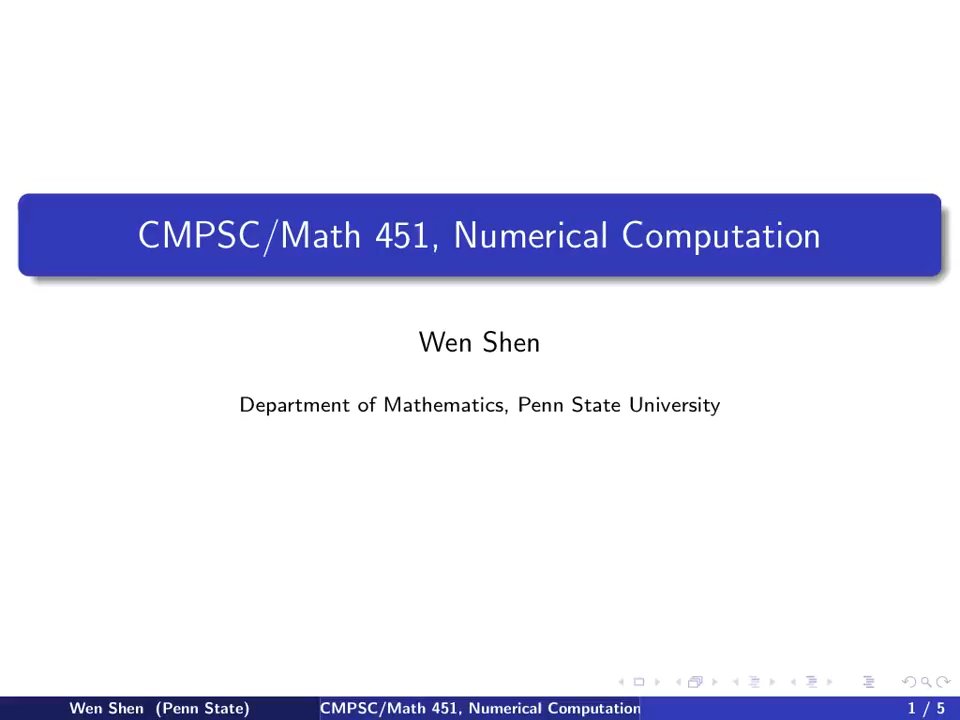 CMPSC/Math 451, Numerical Computation
Wen Shen
Department of Mathematics, Penn State University
Wen Shen (Penn State)
CMPSC/Math 451, Numerical Computation
1 / 5